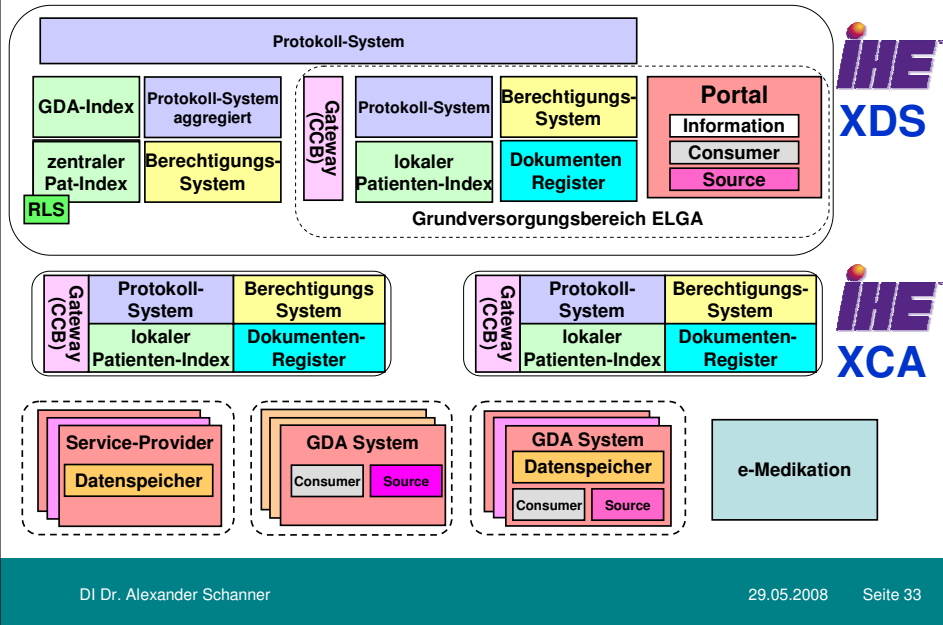 Protokoll-System
IHE
XDS
GDA-Index
Protokoll-System
aggregiert
zentraler
Pat-Index
Berechtigungs-
System
RLS
Gateway
(CCB)
Protokoll-System
Berechtigungs-
System
lokaler
Patienten-Index
Dokumenten
Register
Portal
Information
Consumer
Source
Grundversorgungsbereich ELGA
Gateway
(CCB)
Protokoll-
System
Berechtigungs
System
lokaler
Patienten-Index
Dokumenten-
Register
Gateway
(CCB)
Protokoll-
System
Berechtigungs-
System
lokaler
Patienten-Index
Dokumenten-
Register
IHE
XCA
Service-Provider
Datenspeicher
GDA System
Consumer
Source
GDA System
Datenspeicher
Consumer
Source
e-Medikation
DI Dr. Alexander Schanner
29.05.2008
Seite 33